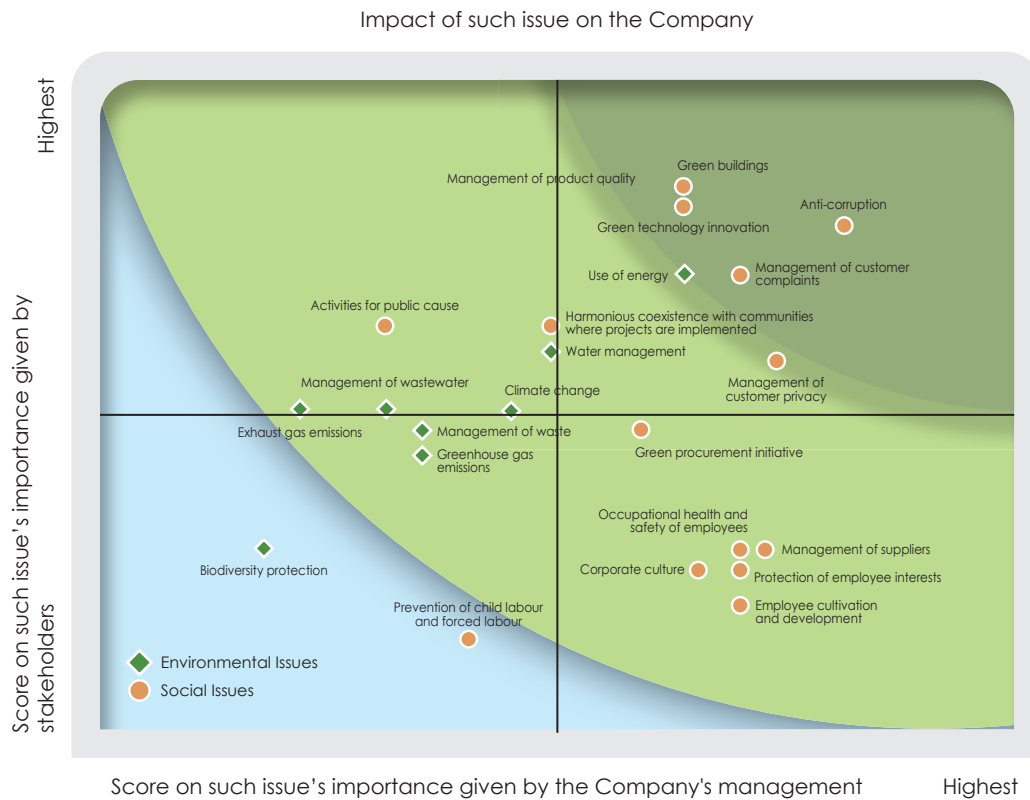 Impact of such issue on the Company
Highest
Score on such issue’s importance given by
stakeholders
Green buildings
Management of product quality
Anti-corruption
Green technology innovation
Use of energy
Management of customer
complaints
Activities for public cause
Harmonious coexistence with communities
where projects are implemented
Water management
Management of wastewater
Climate change
Management of
customer privacy
Exhaust gas emissions
Management of waste
Greenhouse gas
emissions
Green procurement initiative
Occupational health and
safety of employees
Management of suppliers
Corporate culture
Protection of employee interests
Biodiversity protection
Employee cultivation
and development
Prevention of child labour
and forced labour
Environmental Issues
Social Issues
Score on such issue’s importance given by the Company's management
Highest